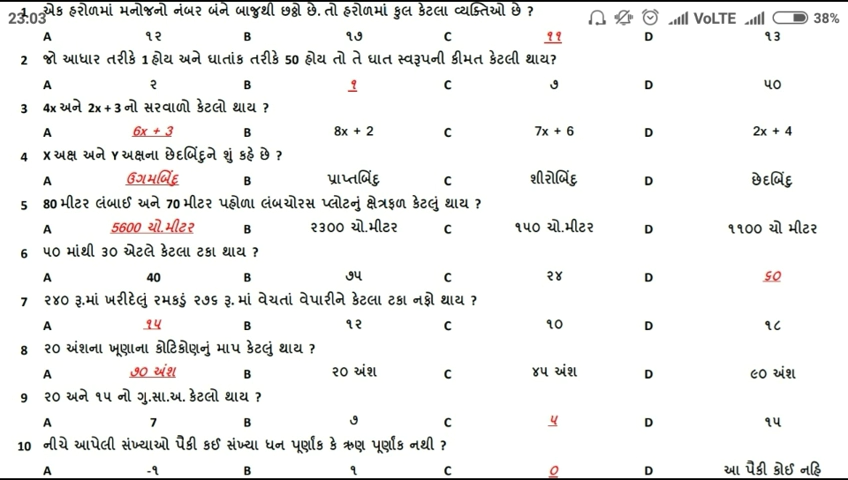 1 એક હરોળમાં મનોજનો નંબર બંને બાજુથી છઠ્ઠો છે. તો હરોળમાં કુલ કેટલા વ્યક્તિઓ છે ?
23:03 VoLTE 38%
A ૧૨ B ૧૭ C ૧૧ D ૧૩
2 જો આધાર તરીકે 1 હોય અને ઘાતાંક તરીકે 50 હોય તો તે ઘાત સ્વરૂપની કીમત કેટલી થાય?
A ૨ B ૧ C ૭ D ૫૦
3 4x અને 2x + 3 નો સરવાળો કેટલો થાય ?
A 6x + 3 B 8x + 2 C 7x + 6 D 2x + 4
4 X અક્ષ અને Y અક્ષના છેદબિંદુને શું કહે છે ?
A ઉગમબિંદુ B પ્રાપ્તબિંદુ C શીરોબિંદુ D છેદબિંદુ
5 80 મીટર લંબાઈ અને 70 મીટર પહોળા લંબચોરસ પ્લોટનું ક્ષેત્રફળ કેટલું થાય ?
A 5600 ચો.મીટર B ૨૩૦૦ ચો.મીટર C ૧૫૦ ચો.મીટર D ૧૧૦૦ ચો મીટર
6 ૫૦ માંથી ૩૦ એટલે કેટલા ટકા થાય ?
A 40 B ૭૫ C ૨૪ D ૬૦
7 ૨૪૦ રૂ.માં ખરીદેલું રમકડું ૨૭૬ રૂ. માં વેચતાં વેપારીને કેટલા ટકા નફો થાય ?
A ૧૫ B ૧૨ C ૧૦ D ૧૮
8 ૨૦ અંશના ખૂણાના કોટિકોણનું માપ કેટલું થાય ?
A ૭૦ અંશ B ૨૦ અંશ C ૪૫ અંશ D ૯૦ અંશ
9 ૨૦ અને ૧૫ નો ગુ.સા.અ. કેટલો થાય ?
A 7 B ૭ C ૫ D ૧૫
10 નીચે આપેલી સંખ્યાઓ પૈકી કઈ સંખ્યા ધન પૂર્ણાંક કે ઋણ પૂર્ણાંક નથી ?
A -૧ B ૧ C ૦ D આ પૈકી કોઈ નહિ